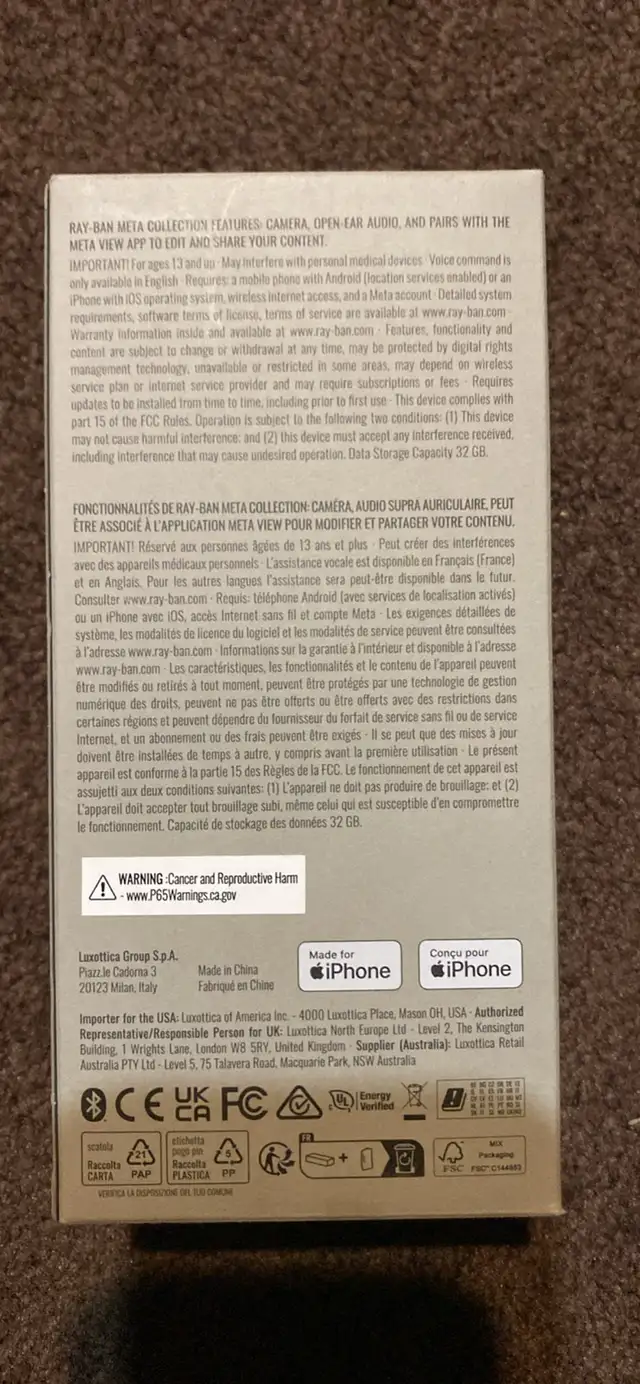 RAY-BAN META COLLECTION FEATURES: CAMERA, OPEN-EAR AUDIO, AND PAIRS WITH THE
META VIEW APP TO EDIT AND SHARE YOUR CONTENT.
IMPORTANT! For ages 13 and up · May interfere with personal medical devices · Voice command is
only available in English · Requires: a mobile phone with Android (location services enabled) or an
iPhone with iOS operating system, wireless internet access, and a Meta account · Detailed system
requirements, software terms of license, terms of service are available at www.ray-ban.com ·
Warranty information inside and available at www.ray-ban.com · Features, functionality and
content are subject to change or withdrawal at any time, may be protected by digital rights
management technology, unavailable or restricted in some areas, may depend on wireless
service plan or internet service provider and may require subscriptions or fees · Requires
updates to be installed from time to time, including prior to first use · This device complies with
part 15 of the FCC Rules. Operation is subject to the following two conditions: (1) This device
may not cause harmful interference; and (2) this device must accept any interference received,
including interference that may cause undesired operation. Data Storage Capacity 32 GB.
FONCTIONNALITÉS DE RAY-BAN META COLLECTION: CAMÉRA, AUDIO SUPRA AURICULAIRE, PEUT
ÊTRE ASSOCIÉ À L'APPLICATION META VIEW POUR MODIFIER ET PARTAGER VOTRE CONTENU.
IMPORTANT! Réservé aux personnes âgées de 13 ans et plus · Peut créer des interférences
avec des appareils médicaux personnels · L'assistance vocale est disponible en Français (France)
et en Anglais. Pour les autres langues l'assistance sera peut-être disponible dans le futur.
Consulter www.ray-ban.com · Requis: téléphone Android (avec services de localisation activés)
ou un iPhone avec iOS, accès Internet sans fil et compte Meta · Les exigences détaillées de
système, les modalités de licence du logiciel et les modalités de service peuvent être consultées
à l'adresse www.ray-ban.com · Informations sur la garantie à l'intérieur et disponible à l'adresse
www.ray-ban.com · Les caractéristiques, les fonctionnalités et le contenu de l'appareil peuvent
être modifiés ou retirés à tout moment, peuvent être protégés par une technologie de gestion
numérique des droits, peuvent ne pas être offerts ou être offerts avec des restrictions dans
certaines régions et peuvent dépendre du fournisseur du forfait de service sans fil ou de service
Internet, et un abonnement ou des frais peuvent être exigés · Il se peut que des mises à jour
doivent être installées de temps à autre, y compris avant la première utilisation · Le présent
appareil est conforme à la partie 15 des Règles de la FCC. Le fonctionnement de cet appareil est
assujetti aux deux conditions suivantes: (1) L'appareil ne doit pas produire de brouillage; et (2)
L'appareil doit accepter tout brouillage subi, même celui qui est susceptible d'en compromettre
le fonctionnement. Capacité de stockage des données 32 GB.
WARNING :Cancer and Reproductive Harm
- www.P65Warnings.ca.gov
Luxottica Group S.p.A.
Piazz.le Cadorna 3
20123 Milan, Italy
Made in China
Fabriqué en Chine
Made for
iPhone
Conçu pour
iPhone
Importer for the USA: Luxottica of America Inc. - 4000 Luxottica Place, Mason OH, USA · Authorized
Representative/Responsible Person for UK: Luxottica North Europe Ltd - Level 2, The Kensington
Building, 1 Wrights Lane, London W8 5RY, United Kingdom · Supplier (Australia): Luxottica Retail
Australia PTY Ltd - Level 5, 75 Talavera Road, Macquarie Park, NSW Australia
CE UK CA FC UL Energy Verified
scatola
Raccolta
CARTA
21
PAP
etichetta
pogo pin
Raccolta
PLASTICA
5
PP
FR
FSC
MIX
Packaging
FSC® C144853
VERIFICA LA DISPOSIZIONE DEL TUO COMUNE